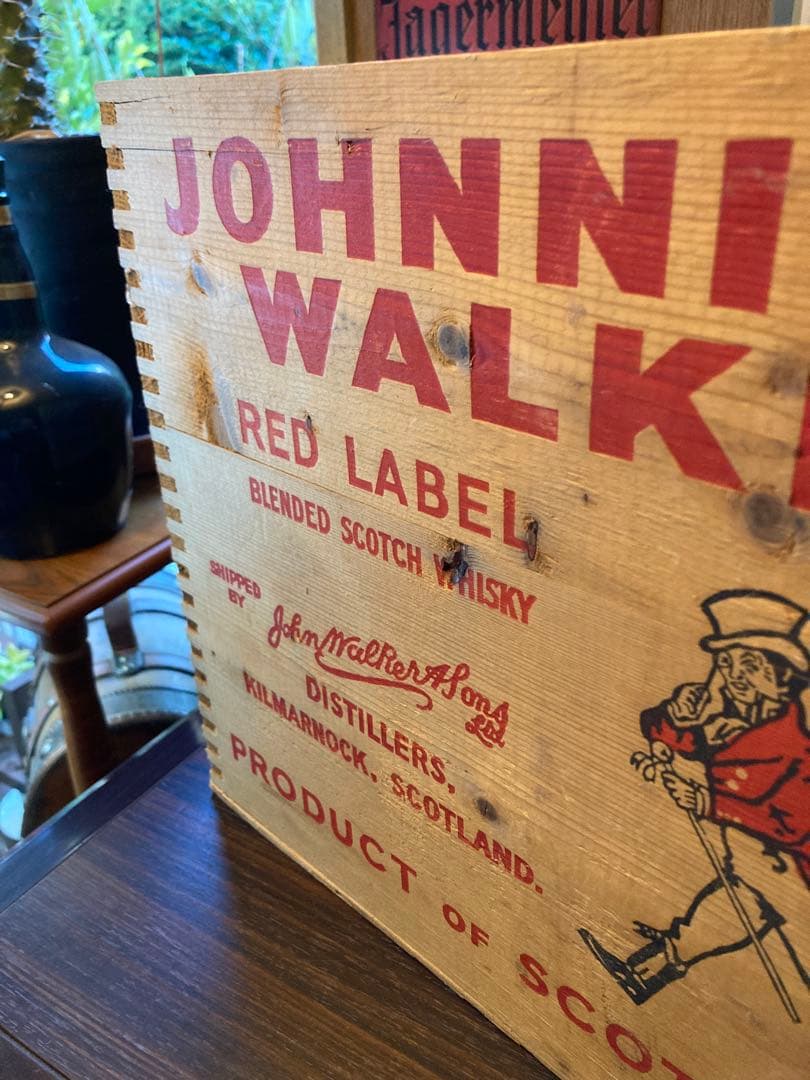 Jägermeister
JOHNNI
WALK
RED LABEL
BLENDED SCOTCH WHISKY
SHIPPED
BY
John Walker & Sons
Ltd
DISTILLERS,
KILMARNOCK, SCOTLAND.
PRODUCT OF SCOT